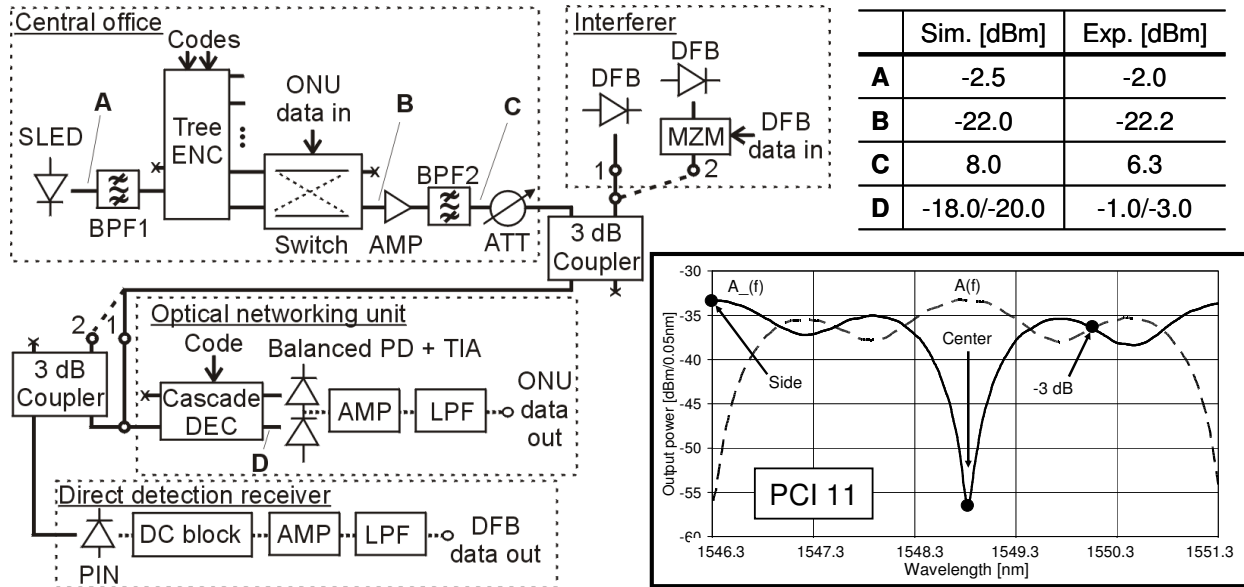 Central office
Codes
A
SLED
BPF1
Tree
ENC
ONU
data in
Switch
B
AMP
BPF2
C
ATT
Interferer
DFB
DFB
MZM
DFB
data in
1
2
3 dB
Coupler
Sim. [dBm] Exp. [dBm]
A -2.5 -2.0
B -22.0 -22.2
C 8.0 6.3
D -18.0/-20.0 -1.0/-3.0
2 1
3 dB
Coupler
Optical networking unit
Code
Balanced PD + TIA
Cascade
DEC
D
AMP
LPF
ONU
data
out
Direct detection receiver
PIN
DC block
AMP
LPF
DFB
data out
Output power [dBm/0.05nm]
-30
-35
-40
-45
-50
-55
-60
A_(f)
A(f)
Center
Side
-3 dB
PCI 11
1546.3 1547.3 1548.3 1549.3 1550.3 1551.3
Wavelength [nm]